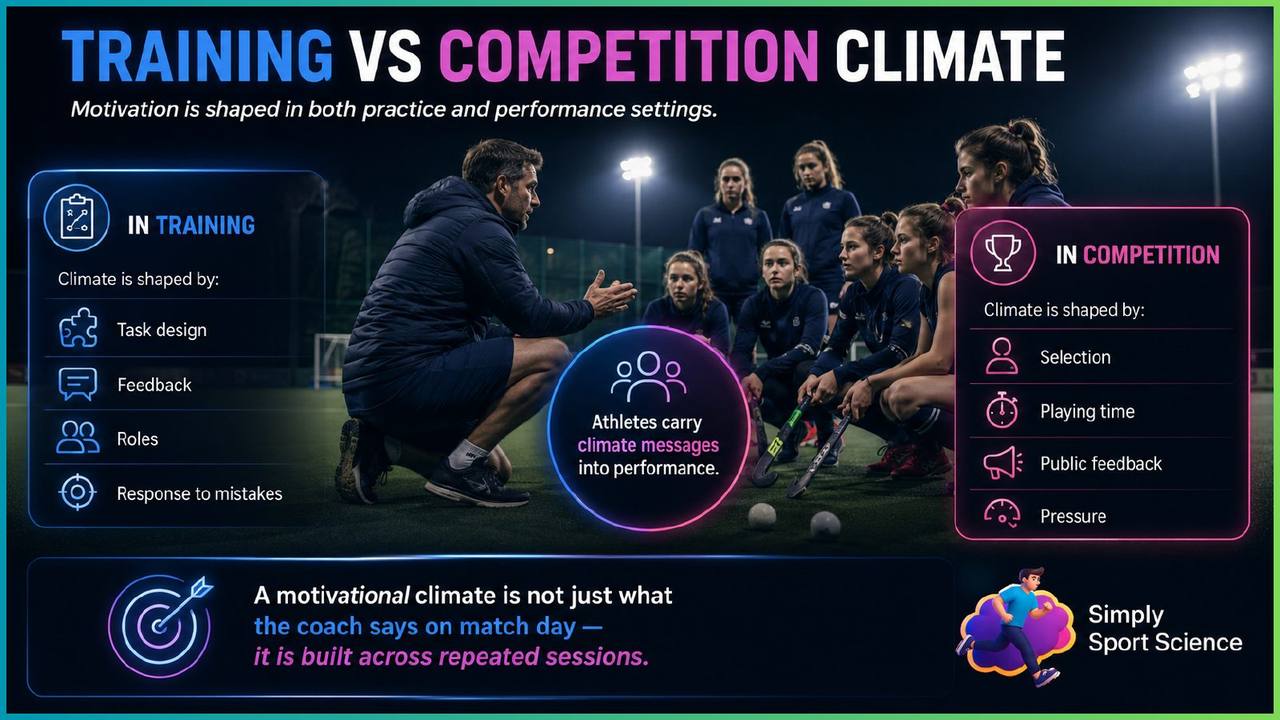 TRAINING VS COMPETITION CLIMATE
Motivation is shaped in both practice and performance settings.
IN TRAINING
Climate is shaped by:
Task design
Feedback
Roles
Response to mistakes
Athletes carry
climate messages
into performance.
IN COMPETITION
Climate is shaped by:
Selection
Playing time
Public feedback
Pressure
A motivational climate is not just what
the coach says on match day —
it is built across repeated sessions.
Simply
Sport Science